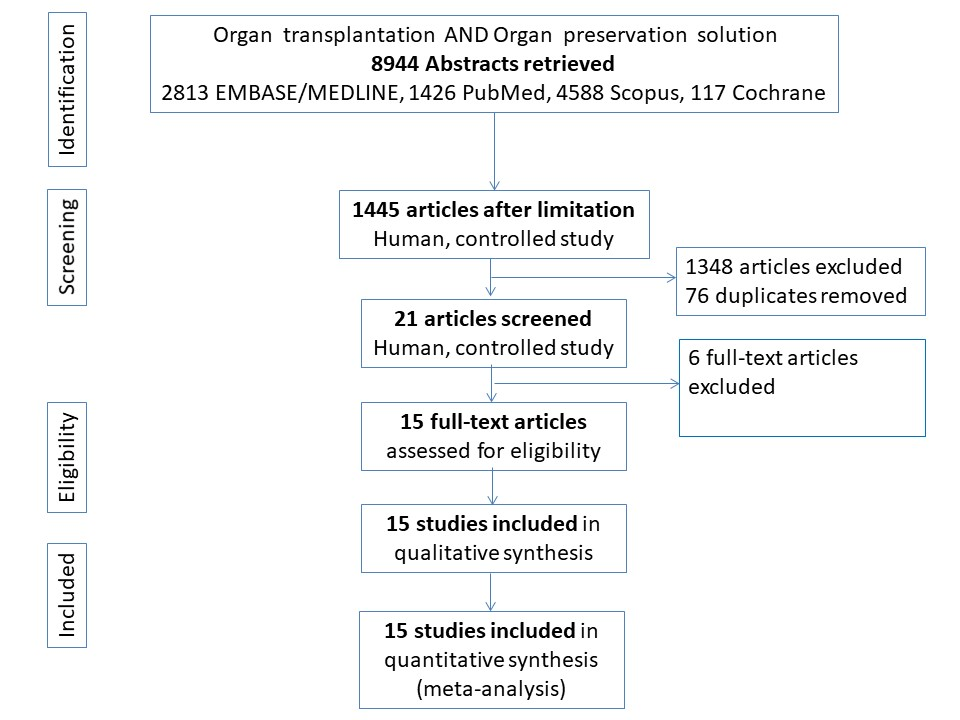 Identification
Organ transplantation AND Organ preservation solution
8944 Abstracts retrieved
2813 EMBASE/MEDLINE, 1426 PubMed, 4588 Scopus, 117 Cochrane
Screening
1445 articles after limitation
Human, controlled study
1348 articles excluded
76 duplicates removed
21 articles screened
Human, controlled study
6 full-text articles
excluded
Eligibility
15 full-text articles
assessed for eligibility
15 studies included in
qualitative synthesis
Included
15 studies included in
quantitative synthesis
(meta-analysis)